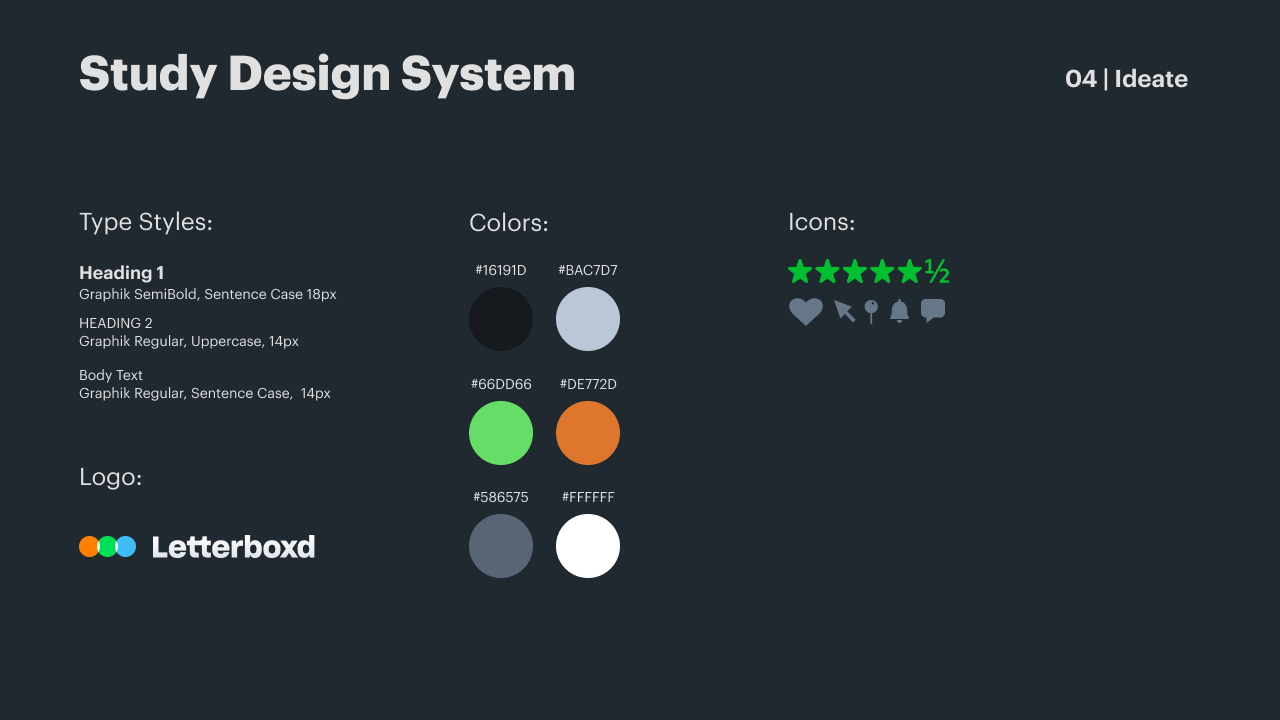 Study Design System
04 | Ideate
Type Styles:
Heading 1
Graphik SemiBold, Sentence Case 18px
HEADING 2
Graphik Regular, Uppercase, 14px
Body Text
Graphik Regular, Sentence Case,  14px
Logo:
Letterboxd
Colors:
#16191D #BAC7D7
#66DD66 #DE772D
#586575 #FFFFFF
Icons:
★★★★★½